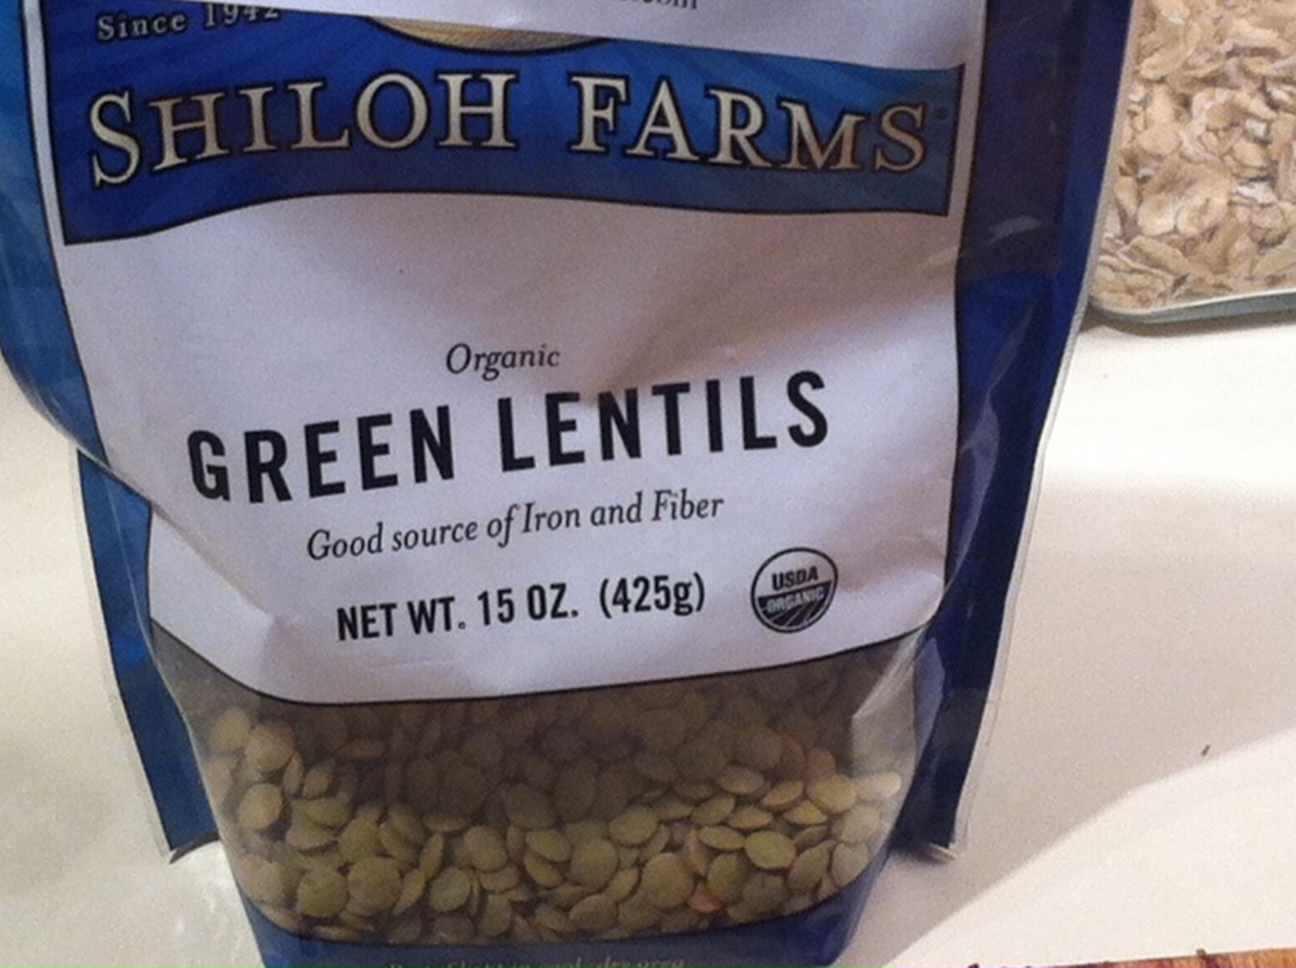 Since 1942
SHILOH FARMS
Organic
GREEN LENTILS
Good source of Iron and Fiber
NET WT. 15 OZ. (425g)
USDA
ORGANIC